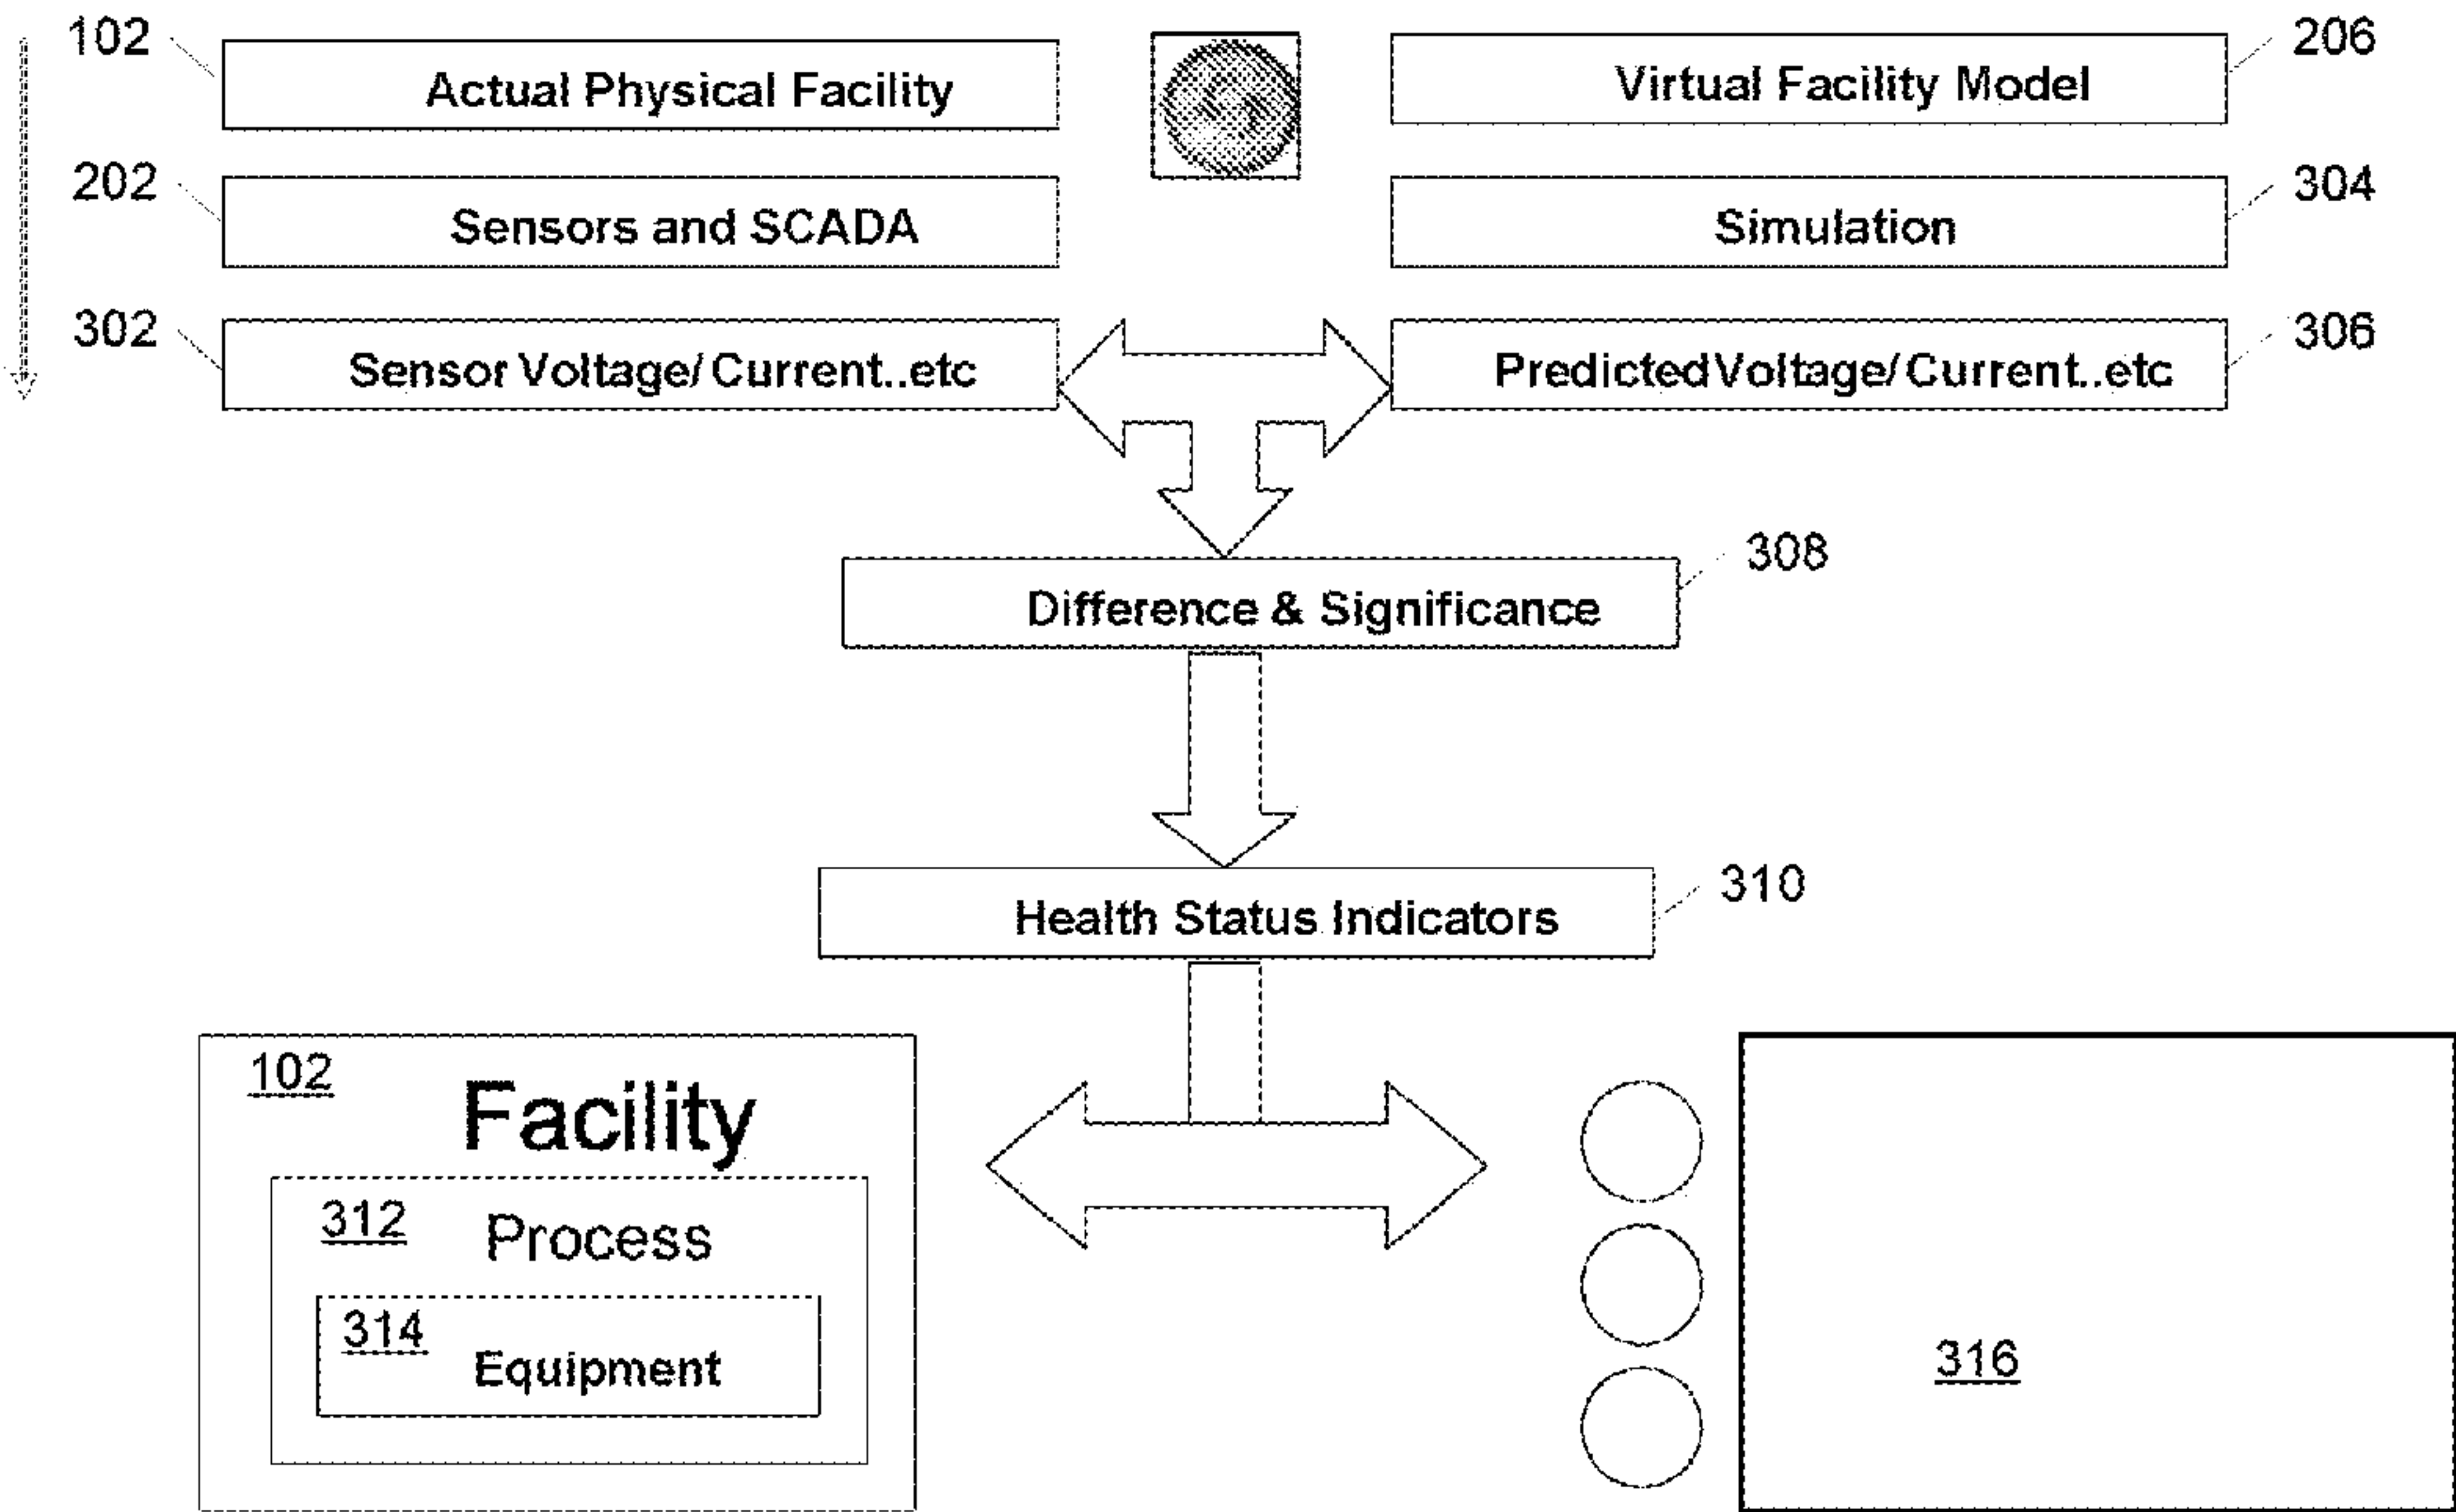 102
Actual Physical Facility
Virtual Facility Model
206
202
Sensors and SCADA
Simulation
304
302
Sensor Voltage/ Current..etc
Predicted Voltage/ Current..etc
306
308
Difference & Significance
310
Health Status Indicators
102
Facility
312
Process
314
Equipment
316